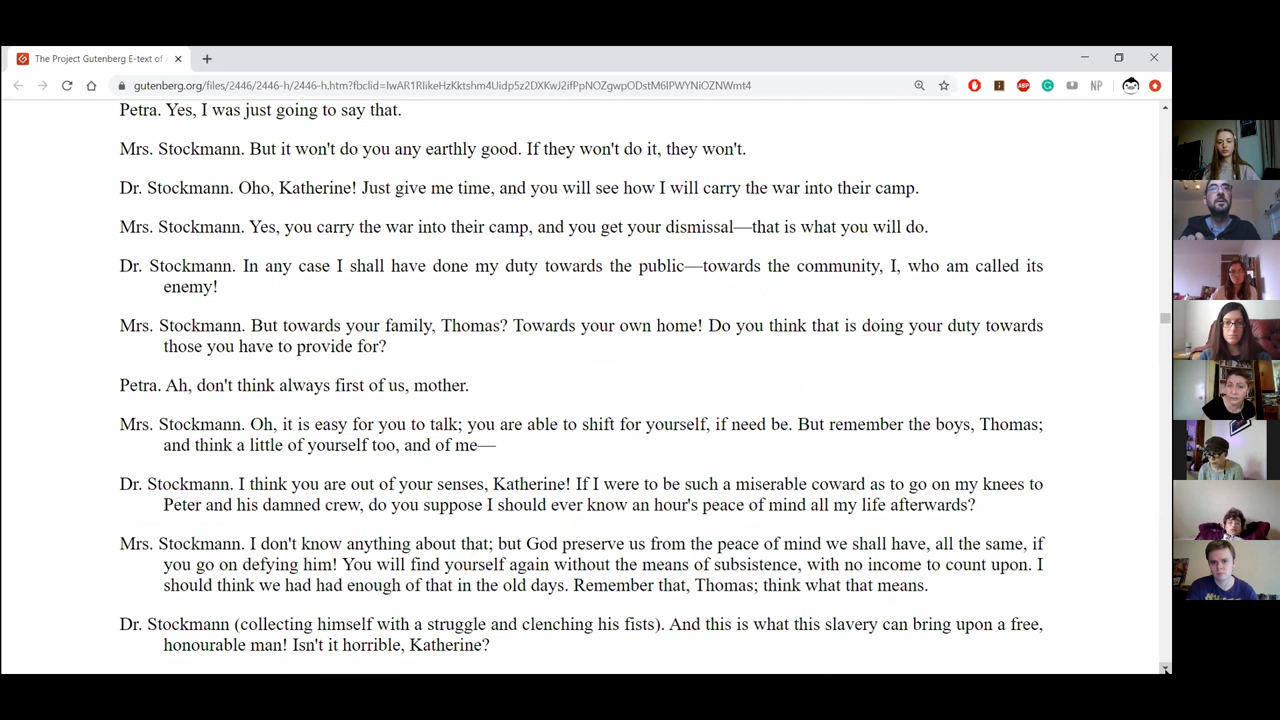 The Project Gutenberg E-text of
gutenberg.org/files/2446/2446-h/2446-h.htm?fbclid=IwAR1RIikeHzKktshm4Uidp5z2DXKwJ2ifPpNOZgwpODstM6lPWYNiOZNWmt4
ABP
NP
Petra. Yes, I was just going to say that.
Mrs. Stockmann. But it won't do you any earthly good. If they won't do it, they won't.
Dr. Stockmann. Oho, Katherine! Just give me time, and you will see how I will carry the war into their camp.
Mrs. Stockmann. Yes, you carry the war into their camp, and you get your dismissal—that is what you will do.
Dr. Stockmann. In any case I shall have done my duty towards the public—towards the community, I, who am called its
enemy!
Mrs. Stockmann. But towards your family, Thomas? Towards your own home! Do you think that is doing your duty towards
those you have to provide for?
Petra. Ah, don't think always first of us, mother.
Mrs. Stockmann. Oh, it is easy for you to talk; you are able to shift for yourself, if need be. But remember the boys, Thomas;
and think a little of yourself too, and of me—
Dr. Stockmann. I think you are out of your senses, Katherine! If I were to be such a miserable coward as to go on my knees to
Peter and his damned crew, do you suppose I should ever know an hour's peace of mind all my life afterwards?
Mrs. Stockmann. I don't know anything about that; but God preserve us from the peace of mind we shall have, all the same, if
you go on defying him! You will find yourself again without the means of subsistence, with no income to count upon. I
should think we had had enough of that in the old days. Remember that, Thomas; think what that means.
Dr. Stockmann (collecting himself with a struggle and clenching his fists). And this is what this slavery can bring upon a free,
honourable man! Isn't it horrible, Katherine?